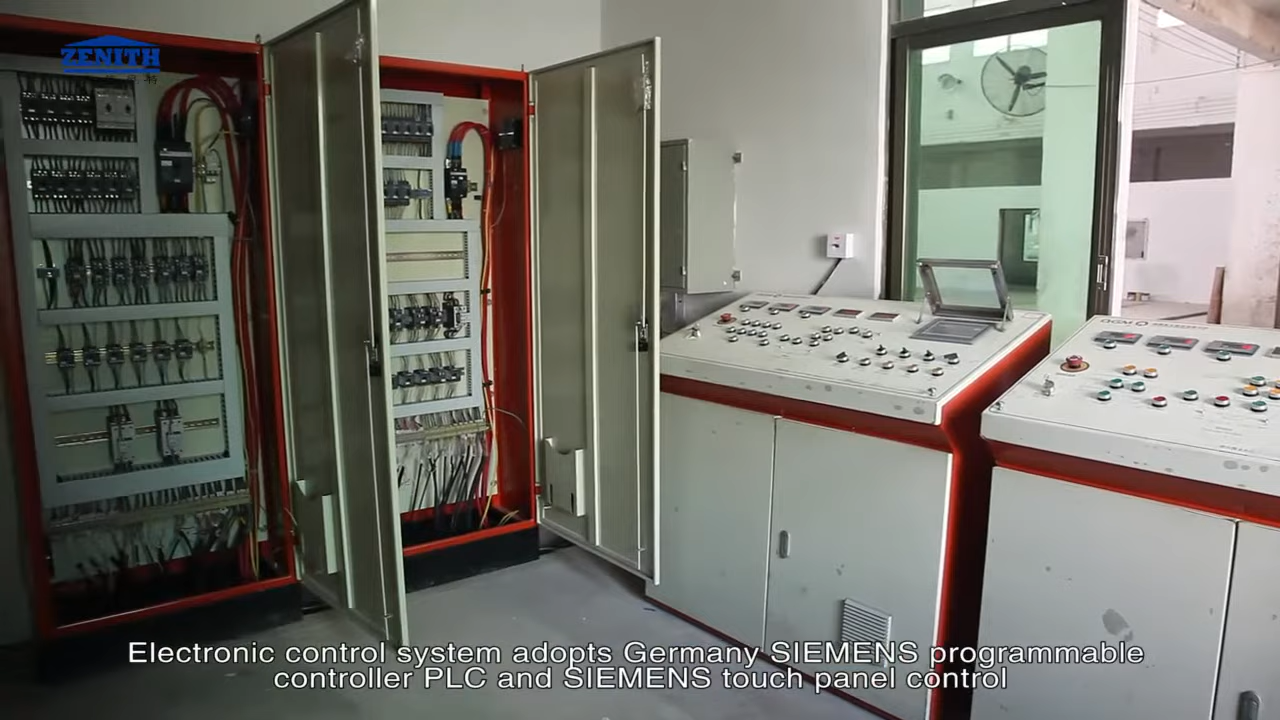 ZENITH
Electronic control system adopts Germany SIEMENS programmable
controller PLC and SIEMENS touch panel control